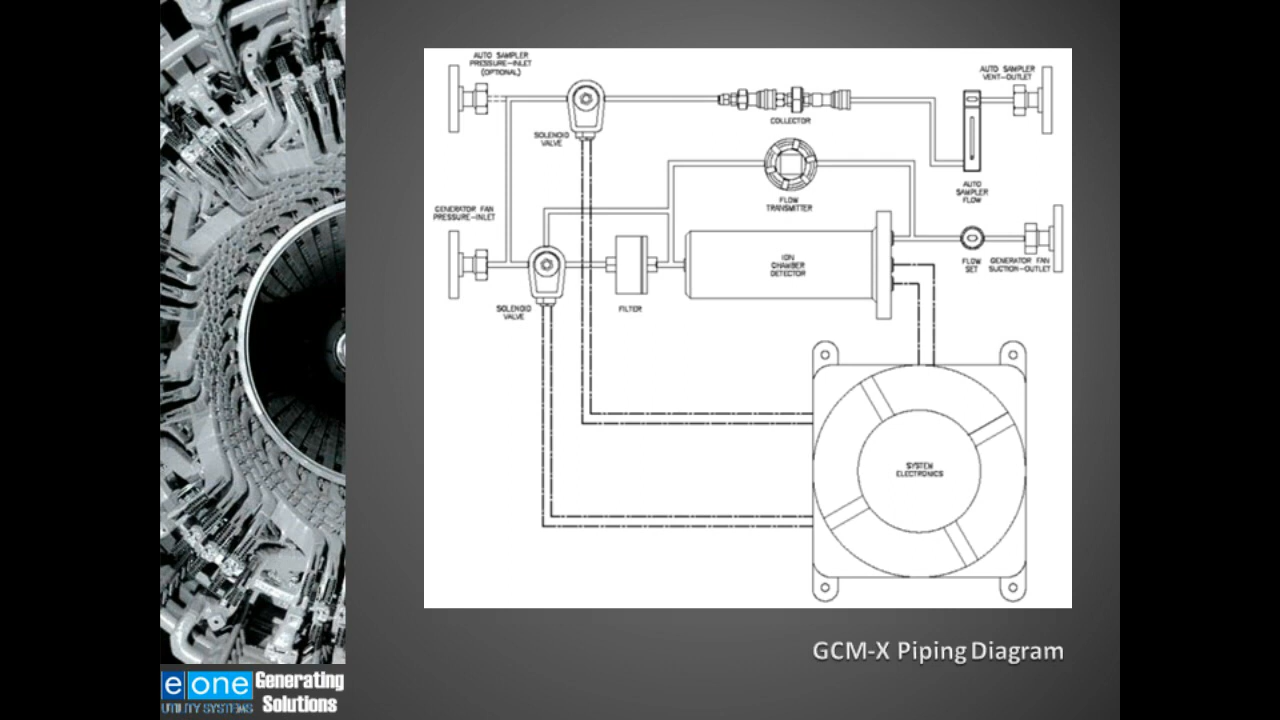 AUTO SAMPLER
PRESSURE-INLET
(OPTIONAL)
AUTO SAMPLER
VENT-OUTLET
SOLENOID
VALVE
COLLECTOR
AUTO
SAMPLER
FLOW
FLOW
TRANSMITTER
GENERATOR FAN
PRESSURE-INLET
ION
CHAMBER
DETECTOR
FLOW
SET
GENERATOR FAN
SUCTION-OUTLET
SOLENOID
VALVE
FILTER
SYSTEM
ELECTRONICS
GCM-X Piping Diagram
e one
UTILITY SYSTEMS
Generating
Solutions